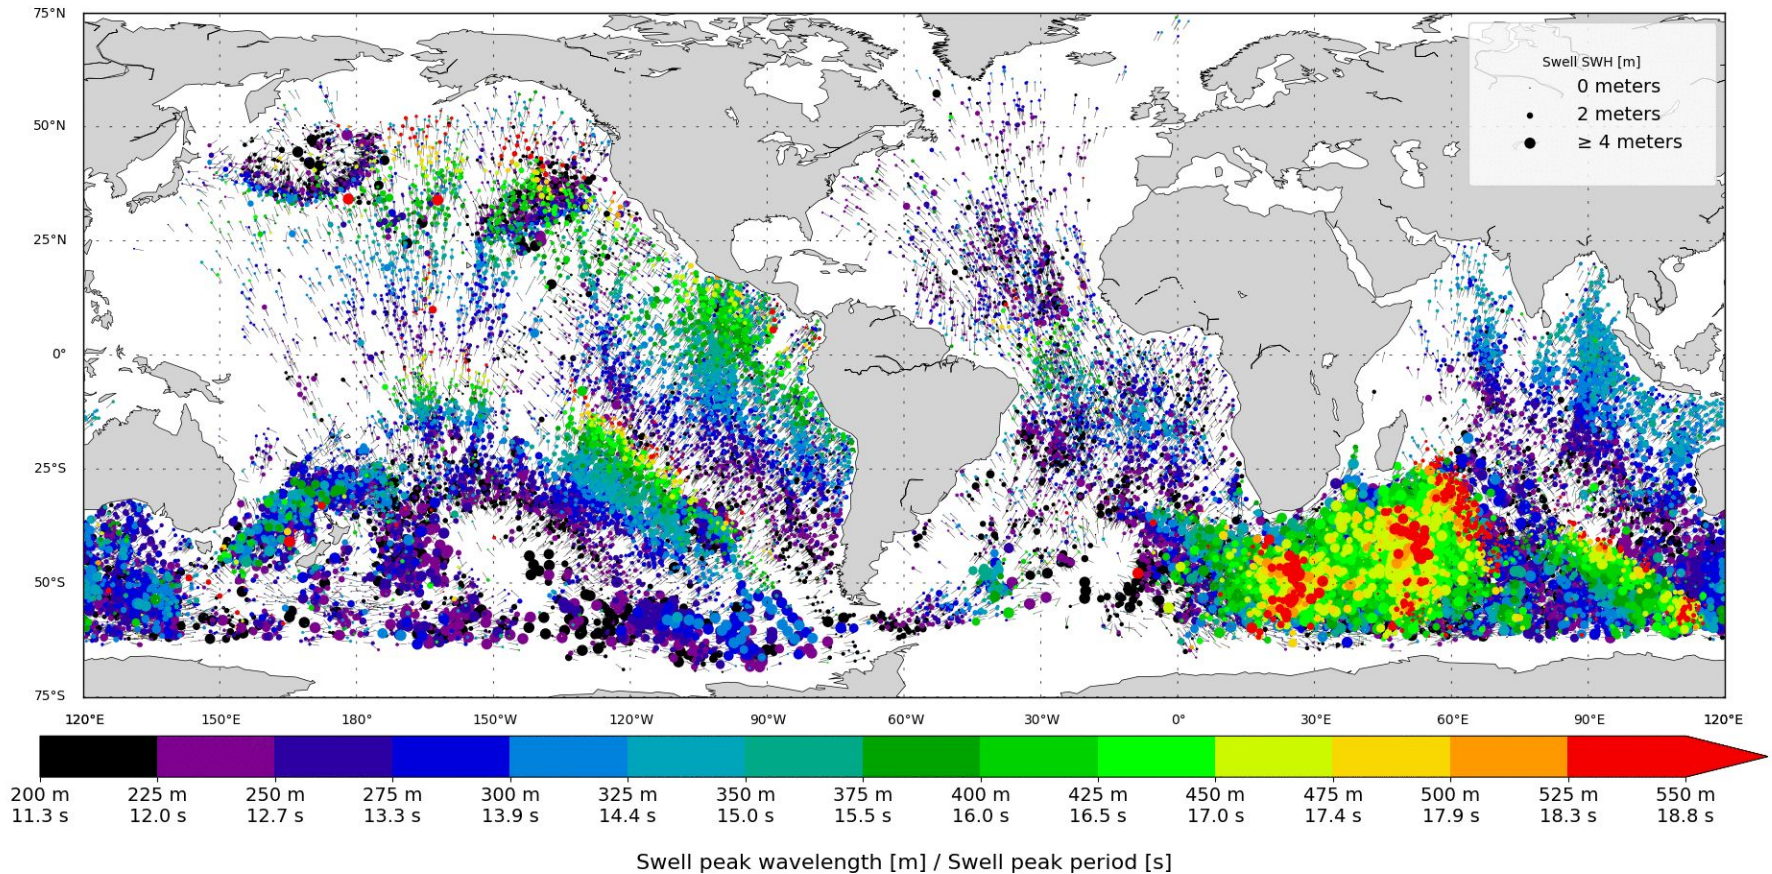 75°N
50°N
25°N
0°
25°S
50°S
75°S
Swell SWH [m]
0 meters
2 meters
≥ 4 meters
120°E 150°E 180° 150°W 120°W 90°W 60°W 30°W 0° 30°E 60°E 90°E 120°E
200 m 225 m 250 m 275 m 300 m 325 m 350 m 375 m 400 m 425 m 450 m 475 m 500 m 525 m 550 m
11.3 s 12.0 s 12.7 s 13.3 s 13.9 s 14.4 s 15.0 s 15.5 s 16.0 s 16.5 s 17.0 s 17.4 s 17.9 s 18.3 s 18.8 s
Swell peak wavelength [m] / Swell peak period [s]